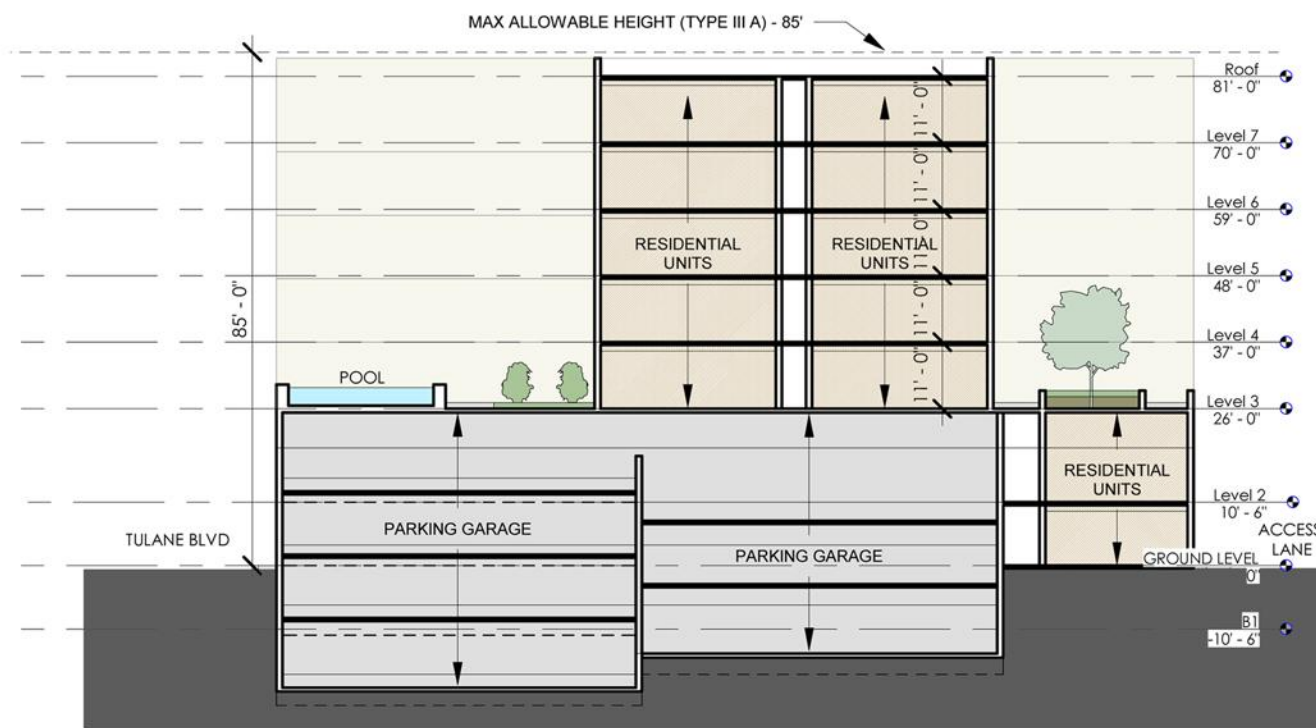 MAX ALLOWABLE HEIGHT (TYPE III A) - 85'
Roof
81' - 0"
11' - 0"
Level 7
70' - 0"
11' - 0"
Level 6
59' - 0"
RESIDENTIAL
UNITS
RESIDENTIAL
UNITS
11' - 0"
Level 5
48' - 0"
85' - 0"
11' - 0"
Level 4
37' - 0"
POOL
11' - 0"
Level 3
26' - 0"
RESIDENTIAL
UNITS
Level 2
10' - 6"
PARKING GARAGE
TULANE BLVD
PARKING GARAGE
ACCESS
LANE
GROUND LEVEL
0"
B1
-10' - 6"